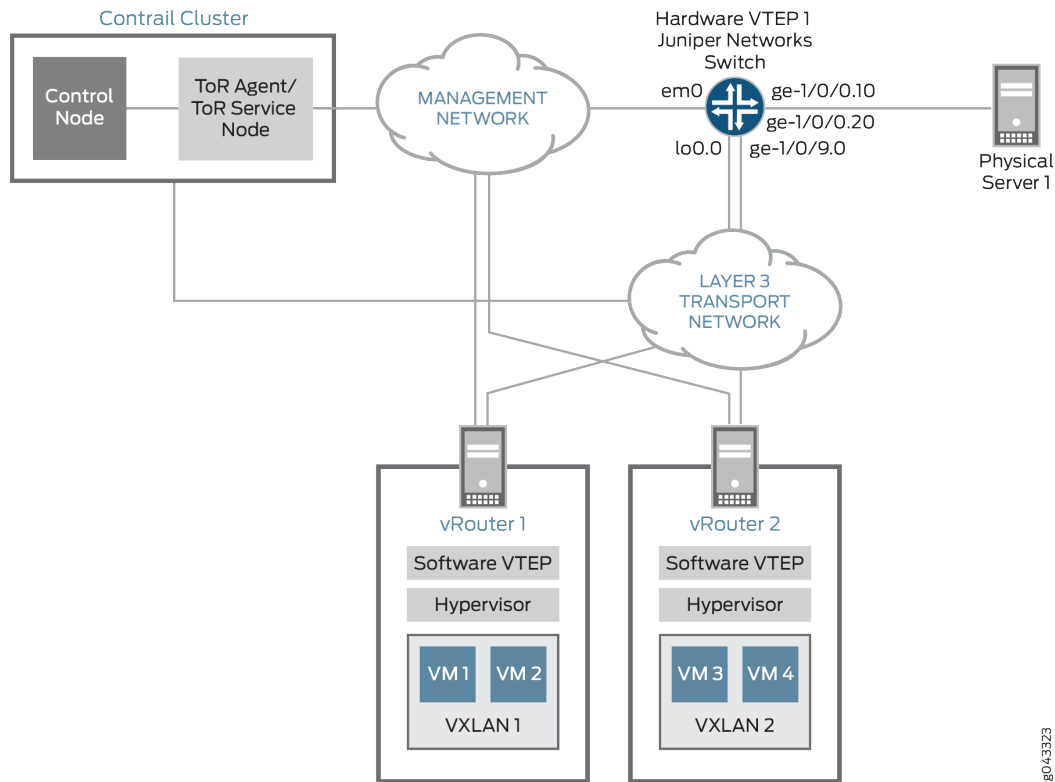 Contrail Cluster
Control
Node
ToR Agent/
ToR Service
Node
MANAGEMENT
NETWORK
Hardware VTEP 1
Juniper Networks
Switch
em0
ge-1/0/0.10
ge-1/0/0.20
lo0.0
ge-1/0/9.0
Physical
Server 1
LAYER 3
TRANSPORT
NETWORK
vRouter 1
Software VTEP
Hypervisor
VM 1
VM 2
VXLAN 1
vRouter 2
Software VTEP
Hypervisor
VM 3
VM 4
VXLAN 2
g043323